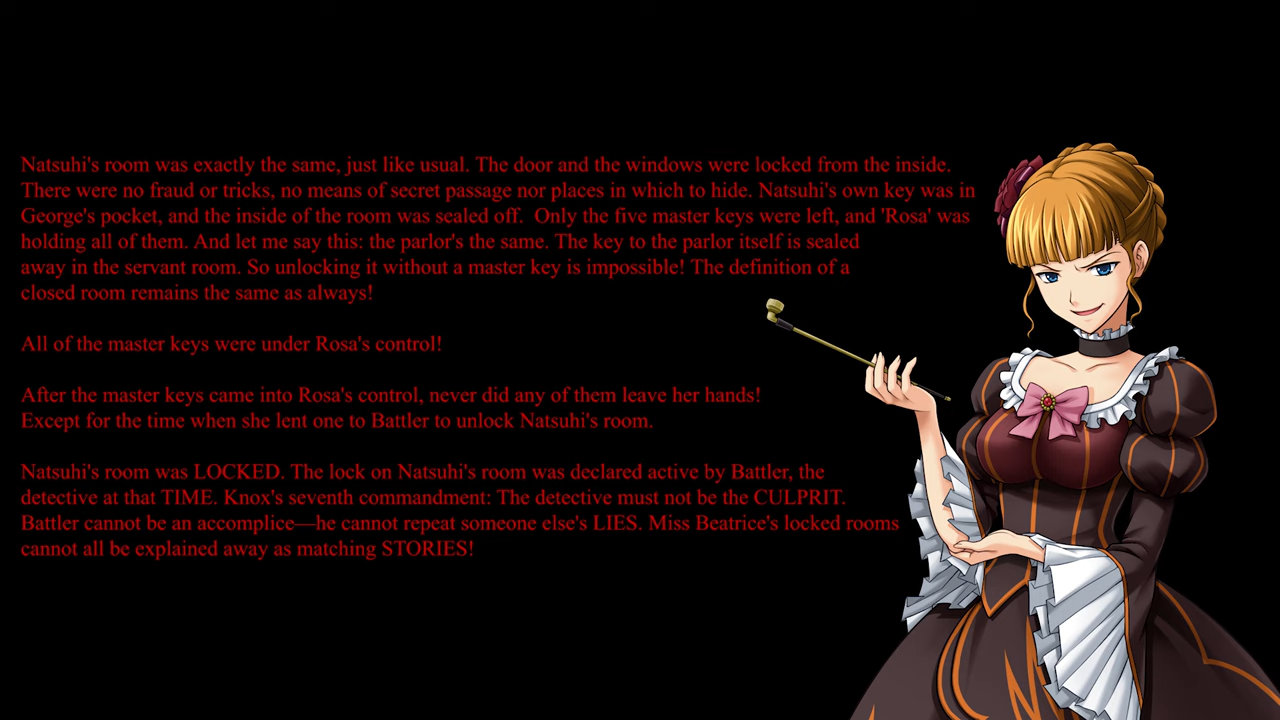 Natsuhi's room was exactly the same, just like usual. The door and the windows were locked from the inside.
There were no fraud or tricks, no means of secret passage nor places in which to hide. Natsuhi's own key was in
George's pocket, and the inside of the room was sealed off.  Only the five master keys were left, and 'Rosa' was
holding all of them. And let me say this: the parlor's the same. The key to the parlor itself is sealed
away in the servant room. So unlocking it without a master key is impossible! The definition of a
closed room remains the same as always!
All of the master keys were under Rosa's control!
After the master keys came into Rosa's control, never did any of them leave her hands!
Except for the time when she lent one to Battler to unlock Natsuhi's room.
Natsuhi's room was LOCKED. The lock on Natsuhi's room was declared active by Battler, the
detective at that TIME. Knox's seventh commandment: The detective must not be the CULPRIT.
Battler cannot be an accomplice—he cannot repeat someone else's LIES. Miss Beatrice's locked rooms
cannot all be explained away as matching STORIES!